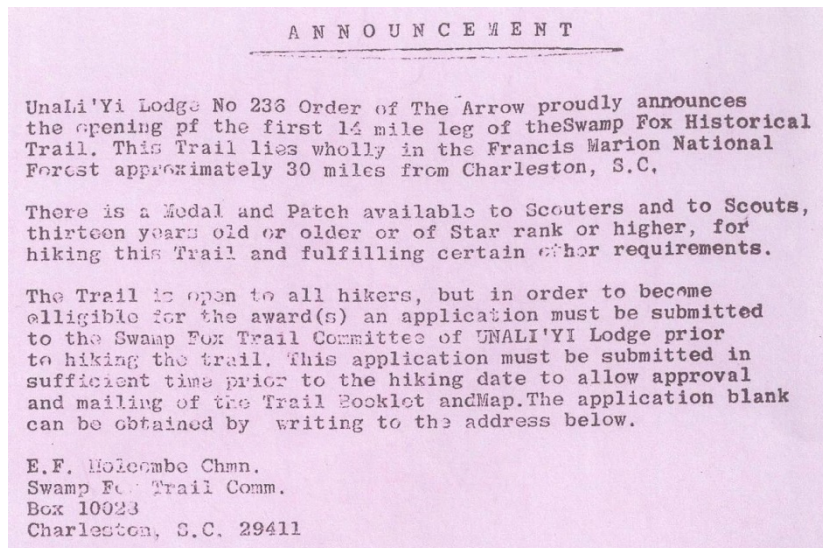 ANNOUNCEMENT
UnaLi'Yi Lodge No 236 Order of The Arrow proudly announces
the opening pf the first 14 mile leg of theSwamp Fox Historical
Trail. This Trail lies wholly in the Francis Marion National
Forest approximately 30 miles from Charleston, S.C.
There is a Medal and Patch available to Scouters and to Scouts,
thirteen years old or older or of Star rank or higher, for
hiking this Trail and fulfilling certain other requirements.
The Trail is open to all hikers, but in order to become
elligible for the award(s) an application must be submitted
to the Swamp Fox Trail Committee of UNALI'YI Lodge prior
to hiking the trail. This application must be submitted in
sufficient time prior to the hiking date to allow approval
and mailing of the Trail Booklet andMap.The application blank
can be obtained by writing to the address below.
E.F. Holcombe Chmn.
Swamp Fox Trail Comm.
Box 10023
Charleston, S.C. 29411